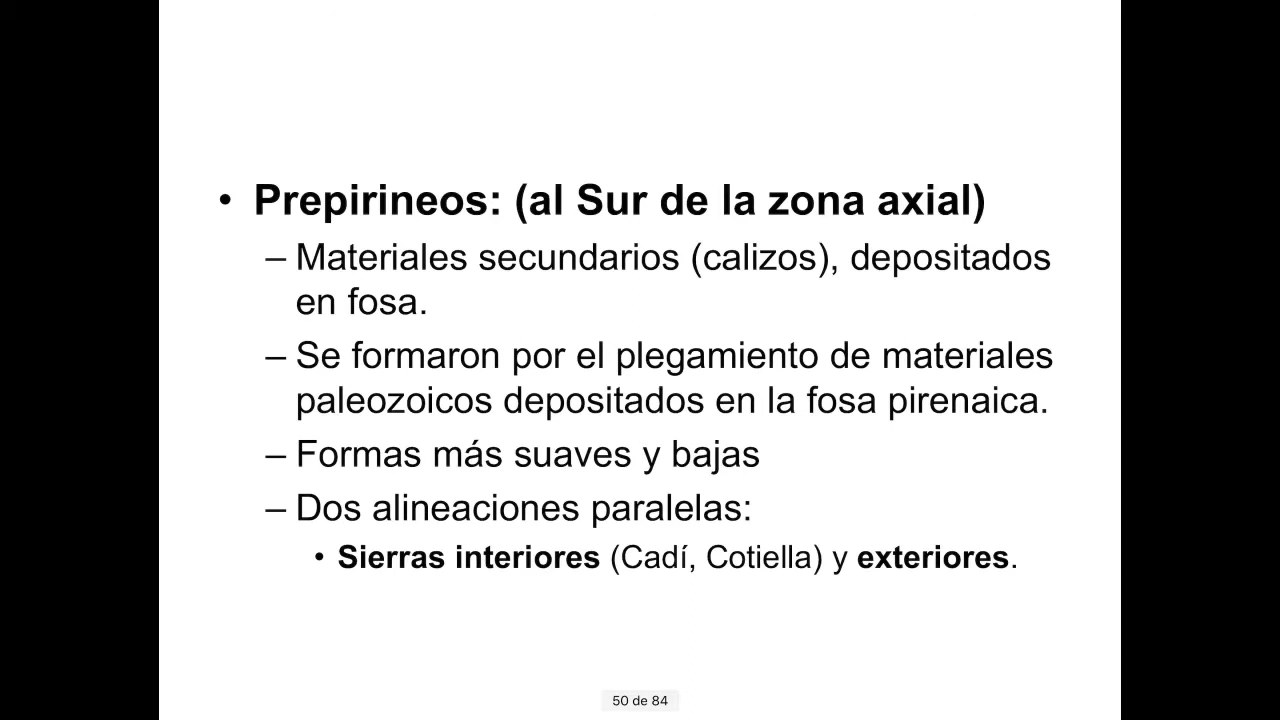 • Prepirineos: (al Sur de la zona axial)
– Materiales secundarios (calizos), depositados
en fosa.
– Se formaron por el plegamiento de materiales
paleozoicos depositados en la fosa pirenaica.
– Formas más suaves y bajas
– Dos alineaciones paralelas:
• Sierras interiores (Cadí, Cotiella) y exteriores.
50 de 84